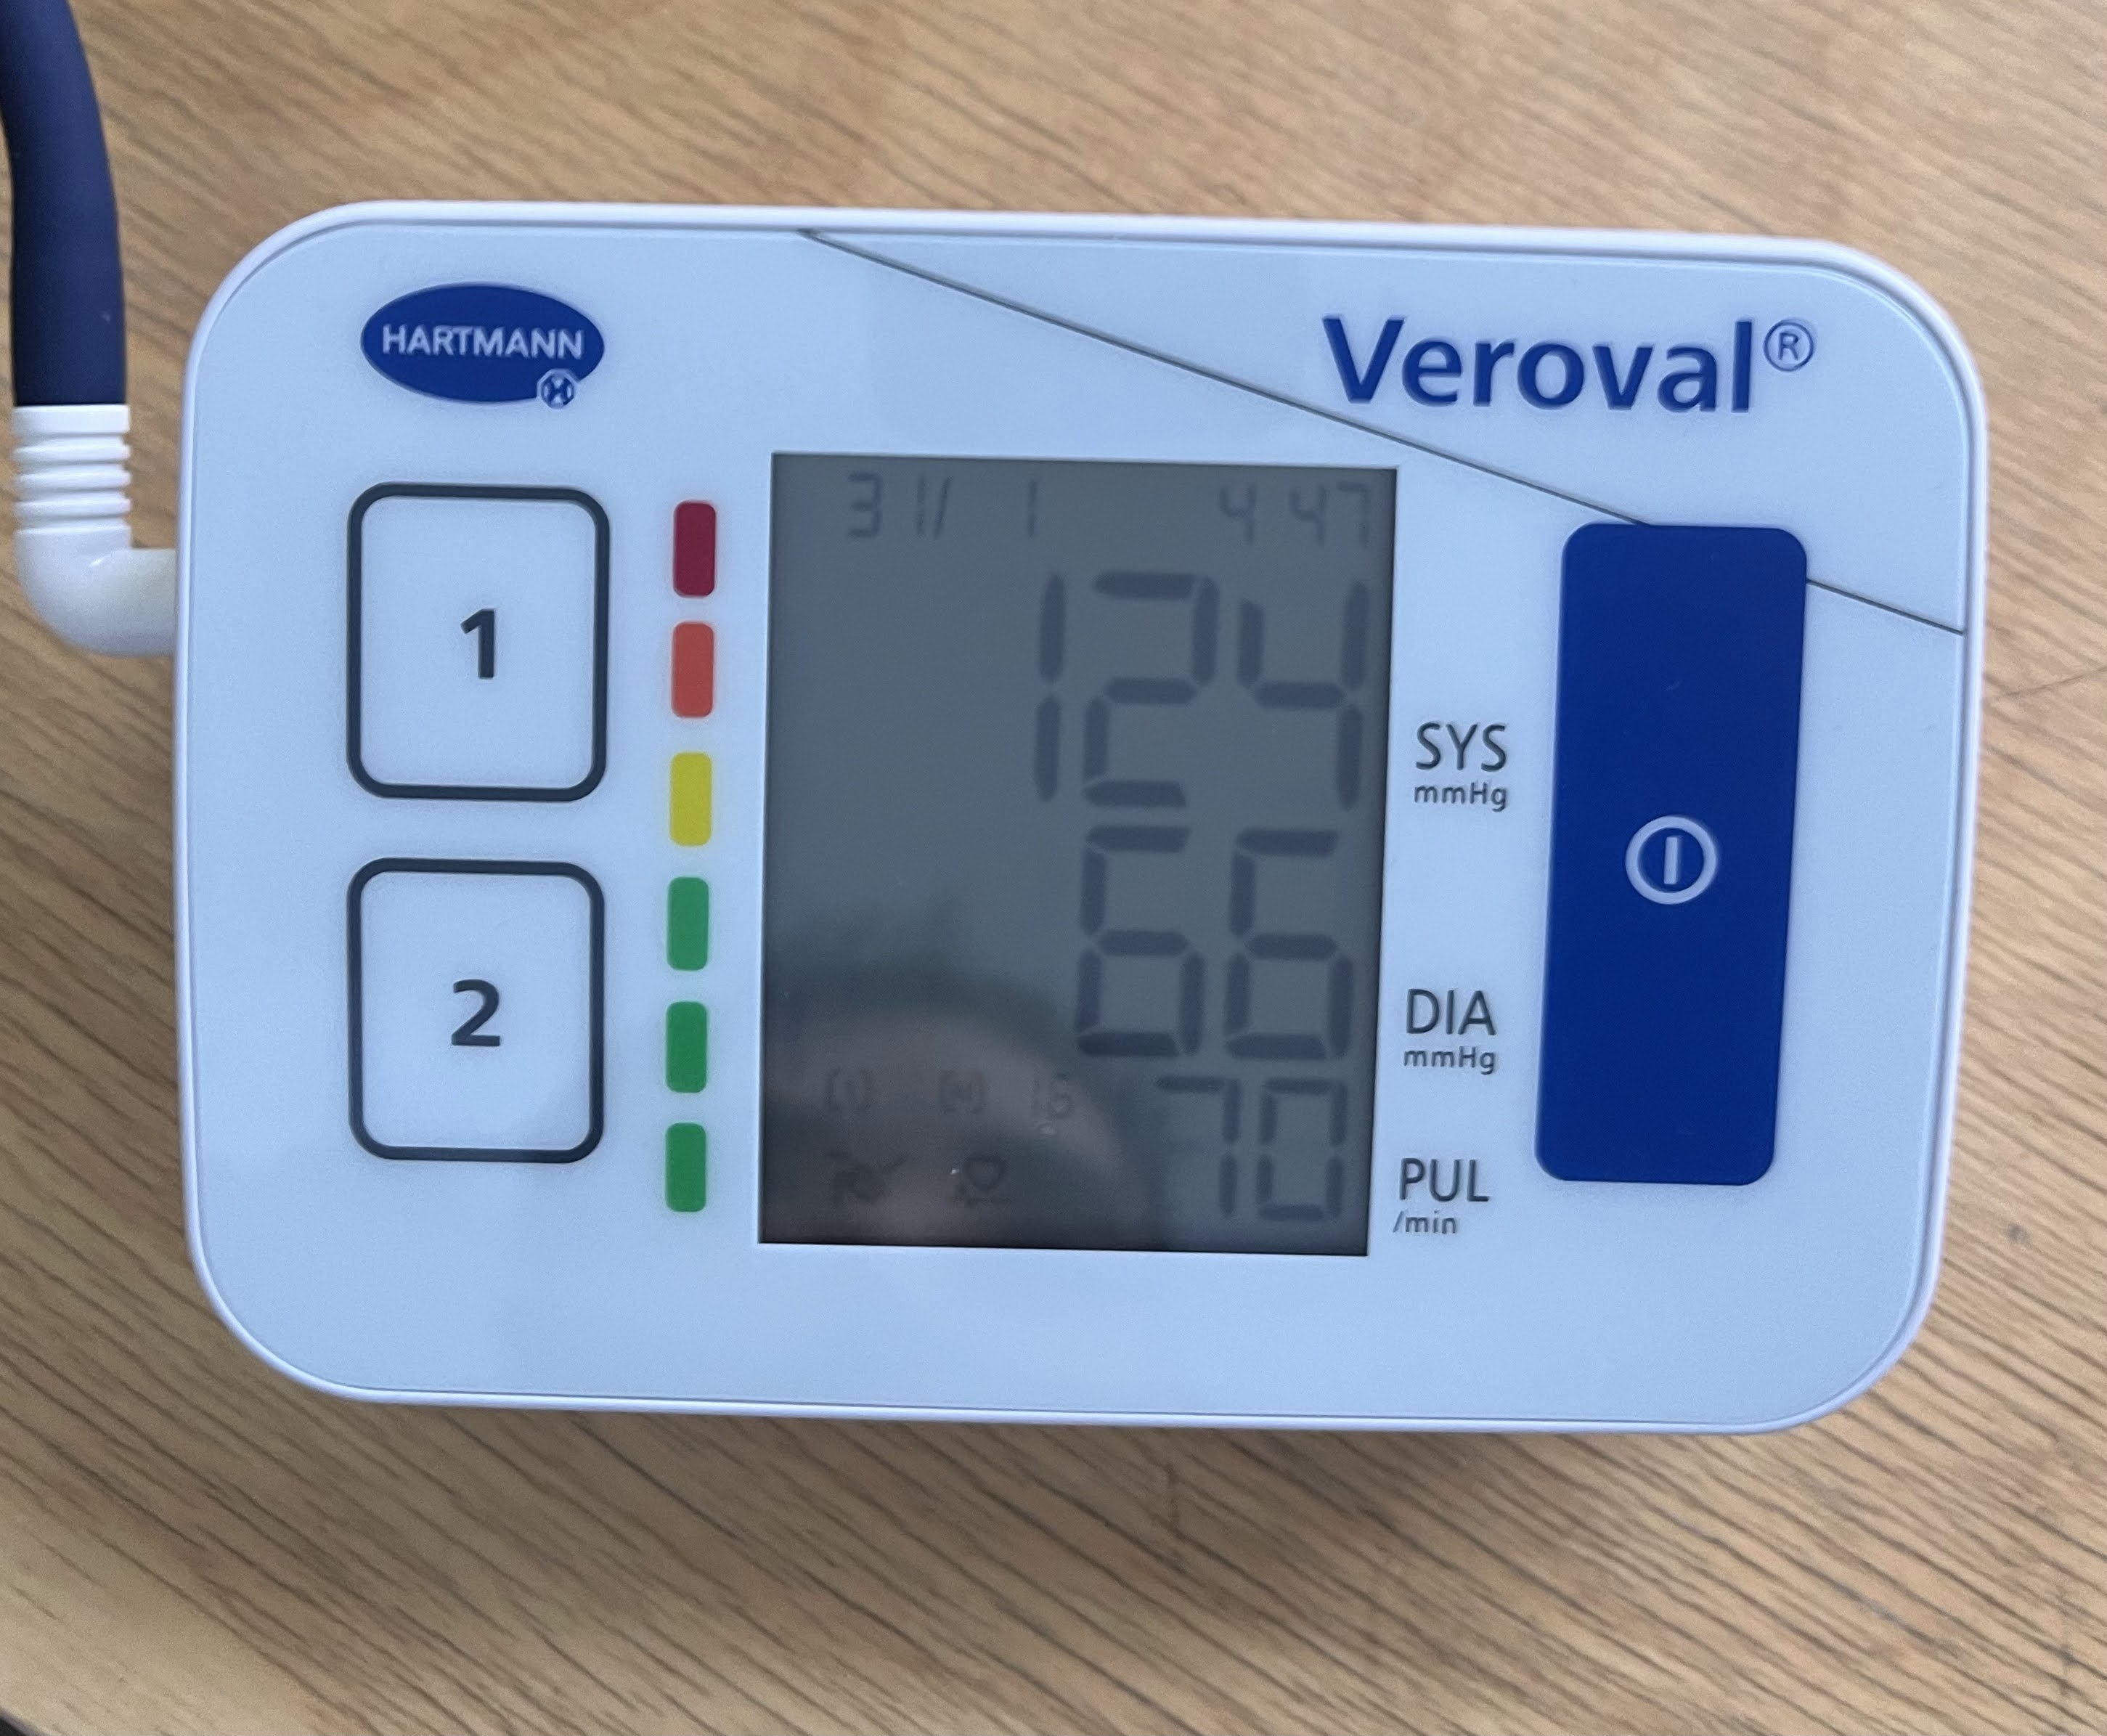 HARTMANN
Veroval®
31/ 1 4 47
1
124
SYS
mmHg
66
DIA
mmHg
2
70
PUL
/min